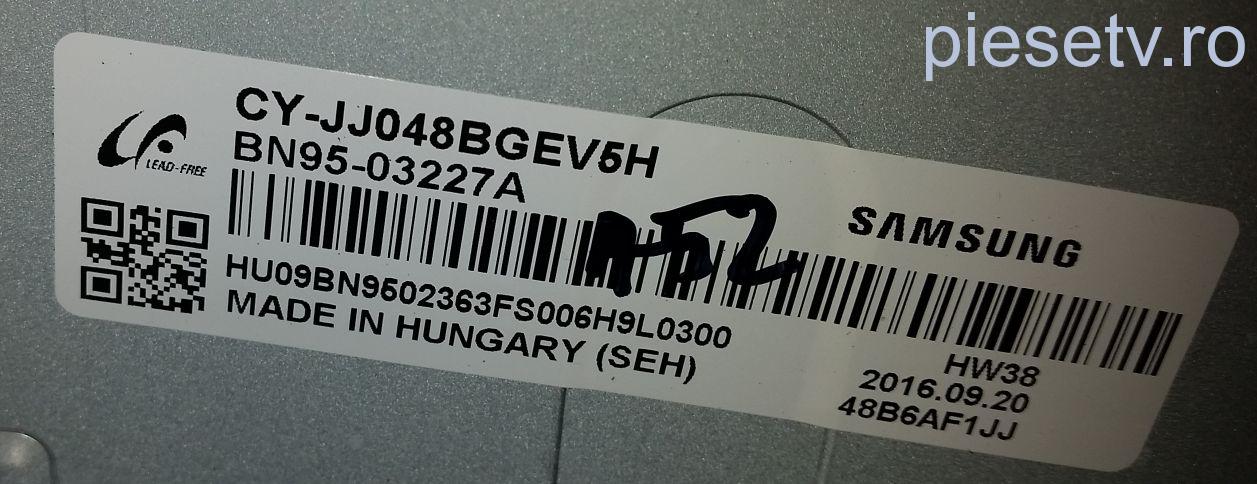 piesetv.ro
CY-JJ048BGEV5H
BN95-03227A
LEAD-FREE
SAMSUNG
HU09BN9502363FS006H9L0300
MADE IN HUNGARY (SEH)
HW38
2016.09.20
48B6AF1JJ